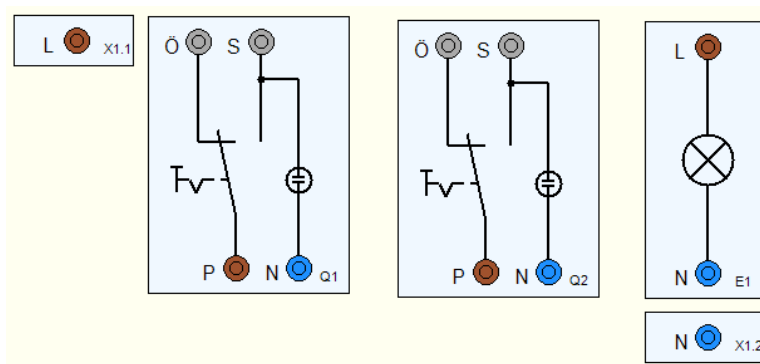 L X1.1
Ö S
P N Q1
Ö S
P N Q2
L
N E1
N X1.2